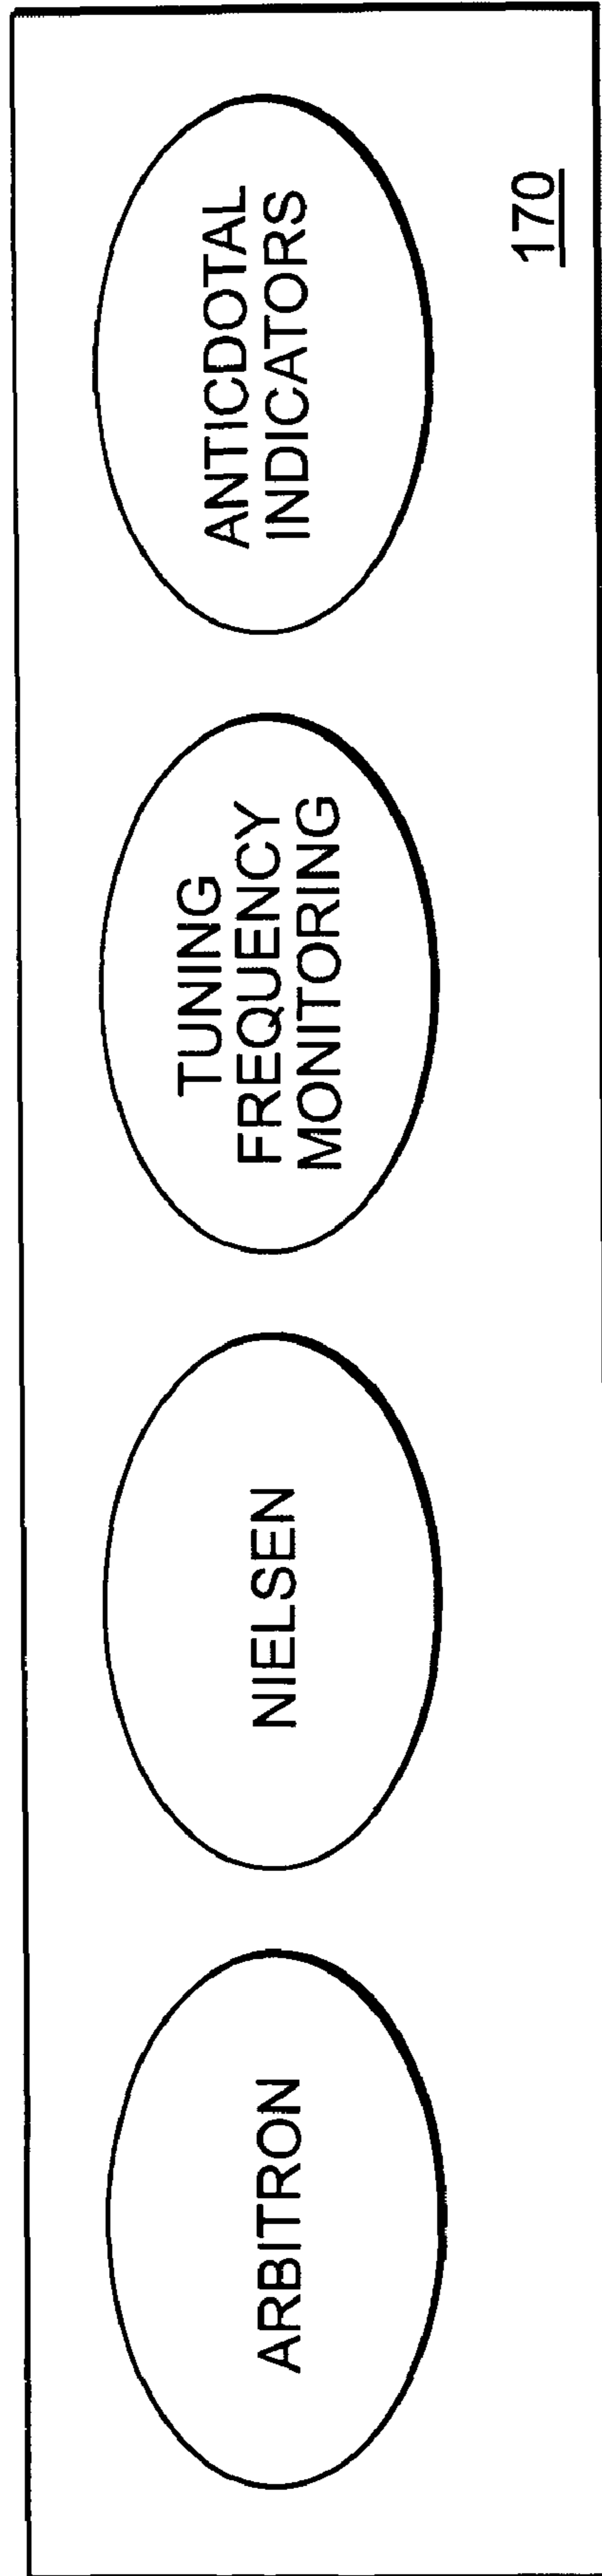 ARBITRON
NIELSEN
TUNING
FREQUENCY
MONITORING
ANTICDOTAL
INDICATORS
170